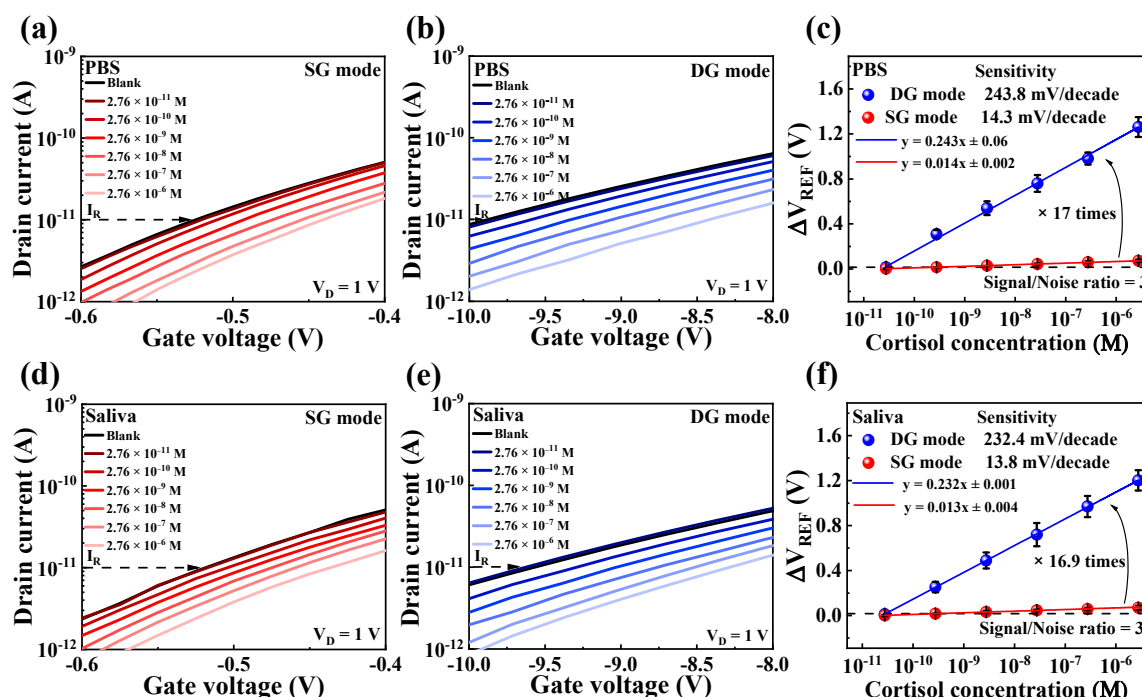 (a)
10⁻⁹
PBS
SG mode
Blank
2.76 × 10⁻¹¹ M
2.76 × 10⁻¹⁰ M
2.76 × 10⁻⁹ M
2.76 × 10⁻⁸ M
2.76 × 10⁻⁷ M
2.76 × 10⁻⁶ M
10⁻¹⁰
10⁻¹¹
10⁻¹²
I_R
V_D = 1 V
Drain current (A)
-0.6 -0.5 -0.4
Gate voltage (V)
(b)
10⁻⁹
PBS
DG mode
Blank
2.76 × 10⁻¹¹ M
2.76 × 10⁻¹⁰ M
2.76 × 10⁻⁹ M
2.76 × 10⁻⁸ M
2.76 × 10⁻⁷ M
2.76 × 10⁻⁶ M
10⁻¹⁰
10⁻¹¹
10⁻¹²
I_R
V_D = 1 V
Drain current (A)
-10.0 -9.5 -9.0 -8.5 -8.0
Gate voltage (V)
(c)
PBS Sensitivity
DG mode 243.8 mV/decade
SG mode 14.3 mV/decade
y = 0.243x ± 0.06
y = 0.014x ± 0.002
1.8
1.2
0.6
0.0
ΔV_REF (V)
× 17 times
Signal/Noise ratio = 3
10⁻¹¹ 10⁻¹⁰ 10⁻⁹ 10⁻⁸ 10⁻⁷ 10⁻⁶
Cortisol concentration (M)
(d)
10⁻⁹
Saliva
SG mode
Blank
2.76 × 10⁻¹¹ M
2.76 × 10⁻¹⁰ M
2.76 × 10⁻⁹ M
2.76 × 10⁻⁸ M
2.76 × 10⁻⁷ M
2.76 × 10⁻⁶ M
10⁻¹⁰
10⁻¹¹
10⁻¹²
I_R
V_D = 1 V
Drain current (A)
-0.6 -0.5 -0.4
Gate voltage (V)
(e)
10⁻⁹
Saliva
DG mode
Blank
2.76 × 10⁻¹¹ M
2.76 × 10⁻¹⁰ M
2.76 × 10⁻⁹ M
2.76 × 10⁻⁸ M
2.76 × 10⁻⁷ M
2.76 × 10⁻⁶ M
10⁻¹⁰
10⁻¹¹
10⁻¹²
I_R
V_D = 1 V
Drain current (A)
-10.0 -9.5 -9.0 -8.5 -8.0
Gate voltage (V)
(f)
Saliva Sensitivity
DG mode 232.4 mV/decade
SG mode 13.8 mV/decade
y = 0.232x ± 0.001
y = 0.013x ± 0.004
1.8
1.2
0.6
0.0
ΔV_REF (V)
× 16.9 times
Signal/Noise ratio = 3
10⁻¹¹ 10⁻¹⁰ 10⁻⁹ 10⁻⁸ 10⁻⁷ 10⁻⁶
Cortisol concentration (M)